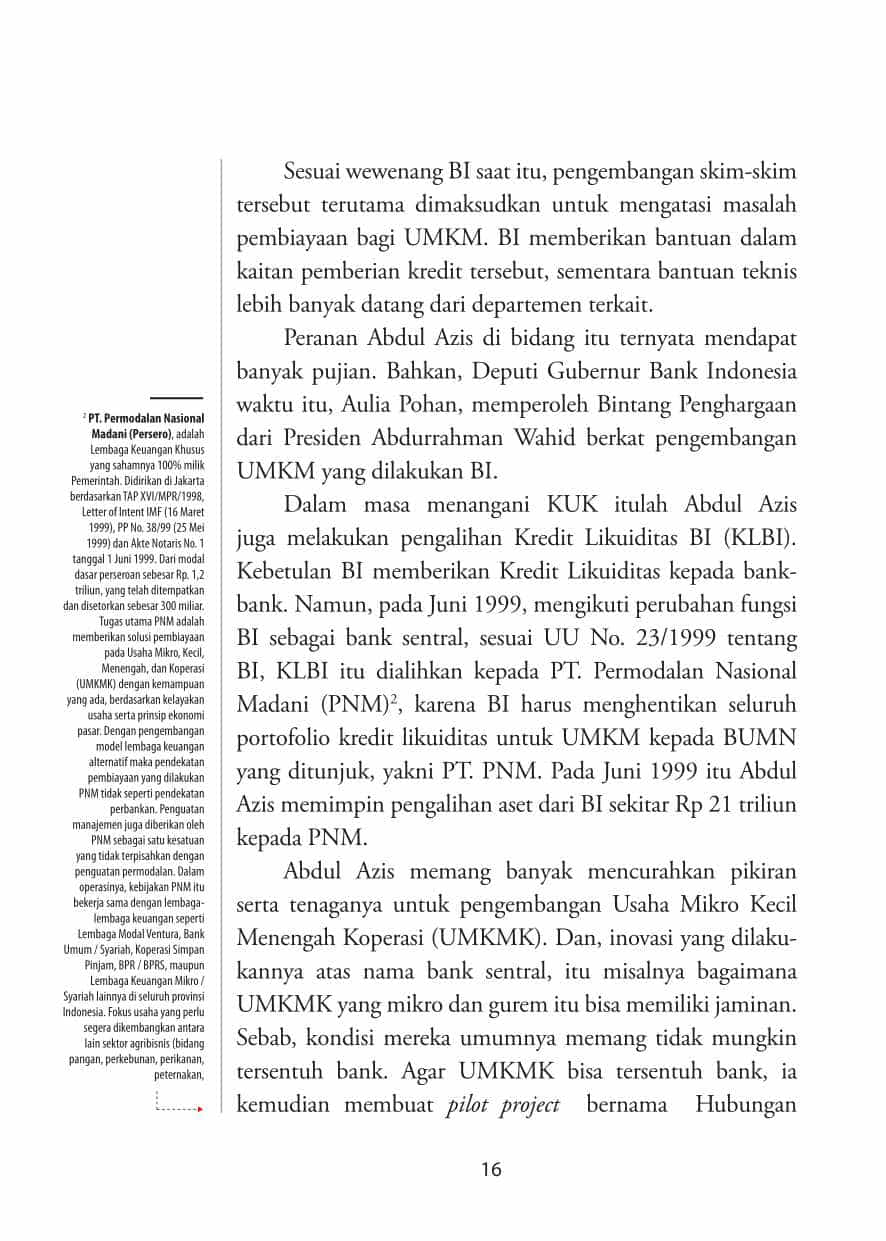 Sesuai wewenang BI saat itu, pengembangan skim-skim
tersebut terutama dimaksudkan untuk mengatasi masalah
pembiayaan bagi UMKM. BI memberikan bantuan dalam
kaitan pemberian kredit tersebut, sementara bantuan teknis
lebih banyak datang dari departemen terkait.
Peranan Abdul Azis di bidang itu ternyata mendapat
banyak pujian. Bahkan, Deputi Gubernur Bank Indonesia
waktu itu, Aulia Pohan, memperoleh Bintang Penghargaan
dari Presiden Abdurrahman Wahid berkat pengembangan
UMKM yang dilakukan BI.
Dalam masa menangani KUK itulah Abdul Azis
juga melakukan pengalihan Kredit Likuiditas BI (KLBI).
Kebetulan BI memberikan Kredit Likuiditas kepada bank-
bank. Namun, pada Juni 1999, mengikuti perubahan fungsi
BI sebagai bank sentral, sesuai UU No. 23/1999 tentang
BI, KLBI itu dialihkan kepada PT. Permodalan Nasional
Madani (PNM)², karena BI harus menghentikan seluruh
portofolio kredit likuiditas untuk UMKM kepada BUMN
yang ditunjuk, yakni PT. PNM. Pada Juni 1999 itu Abdul
Azis memimpin pengalihan aset dari BI sekitar Rp 21 triliun
kepada PNM.
Abdul Azis memang banyak mencurahkan pikiran
serta tenaganya untuk pengembangan Usaha Mikro Kecil
Menengah Koperasi (UMKMK). Dan, inovasi yang dilaku-
kannya atas nama bank sentral, itu misalnya bagaimana
UMKMK yang mikro dan gurem itu bisa memiliki jaminan.
Sebab, kondisi mereka umumnya memang tidak mungkin
tersentuh bank. Agar UMKMK bisa tersentuh bank, ia
kemudian membuat pilot project bernama Hubungan
² PT. Permodalan Nasional
Madani (Persero), adalah
Lembaga Keuangan Khusus
yang sahamnya 100% milik
Pemerintah. Didirikan di Jakarta
berdasarkan TAP XVI/MPR/1998,
Letter of Intent IMF (16 Maret
1999), PP No. 38/99 (25 Mei
1999) dan Akte Notaris No. 1
tanggal 1 Juni 1999. Dari modal
dasar perseroan sebesar Rp. 1,2
triliun, yang telah ditempatkan
dan disetorkan sebesar 300 miliar.
Tugas utama PNM adalah
memberikan solusi pembiayaan
pada Usaha Mikro, Kecil,
Menengah, dan Koperasi
(UMKMK) dengan kemampuan
yang ada, berdasarkan kelayakan
usaha serta prinsip ekonomi
pasar. Dengan pengembangan
model lembaga keuangan
alternatif maka pendekatan
pembiayaan yang dilakukan
PNM tidak seperti pendekatan
perbankan. Penguatan
manajemen juga diberikan oleh
PNM sebagai satu kesatuan
yang tidak terpisahkan dengan
penguatan permodalan. Dalam
operasinya, kebijakan PNM itu
bekerja sama dengan lembaga-
lembaga keuangan seperti
Lembaga Modal Ventura, Bank
Umum / Syariah, Koperasi Simpan
Pinjam, BPR / BPRS, maupun
Lembaga Keuangan Mikro /
Syariah lainnya di seluruh provinsi
Indonesia. Fokus usaha yang perlu
segera dikembangkan antara
lain sektor agribisnis (bidang
pangan, perkebunan, perikanan,
peternakan,
16